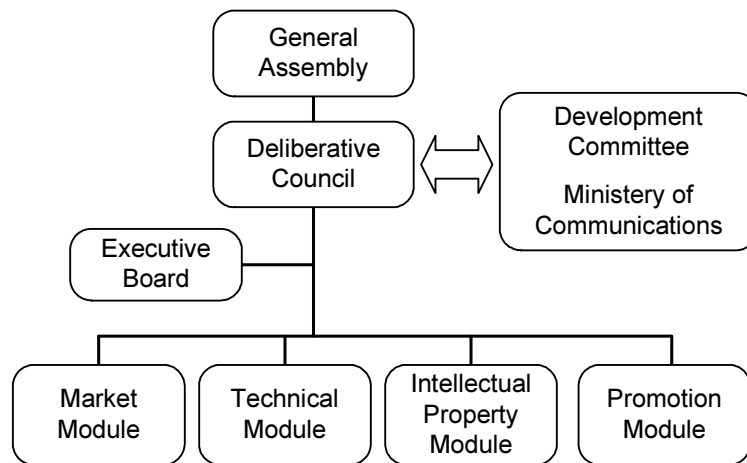 General
Assembly
Deliberative
Council
Development
Committee
Ministery of
Communications
Executive
Board
Market
Module
Technical
Module
Intellectual
Property
Module
Promotion
Module